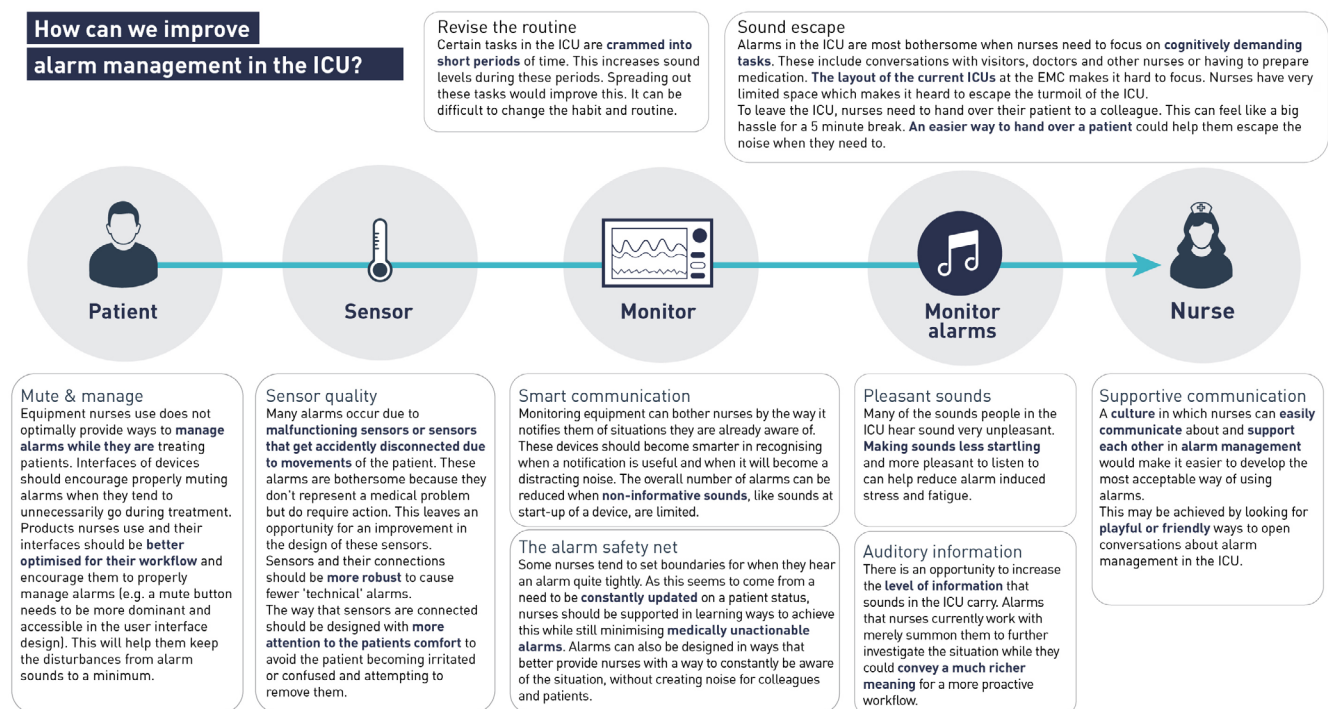 How can we improve
alarm management in the ICU?
Revise the routine
Certain tasks in the ICU are crammed into
short periods of time. This increases sound
levels during these periods. Spreading out
these tasks would improve this. It can be
difficult to change the habit and routine.
Sound escape
Alarms in the ICU are most bothersome when nurses need to focus on cognitively demanding
tasks. These include conversations with visitors, doctors and other nurses or having to prepare
medication. The layout of the current ICUs at the EMC makes it hard to focus. Nurses have very
limited space which makes it heard to escape the turmoil of the ICU.
To leave the ICU, nurses need to hand over their patient to a colleague. This can feel like a big
hassle for a 5 minute break. An easier way to hand over a patient could help them escape the
noise when they need to.
Patient
Sensor
Monitor
Monitor
alarms
Nurse
Mute & manage
Equipment nurses use does not
optimally provide ways to manage
alarms while they are treating
patients. Interfaces of devices
should encourage properly muting
alarms when they tend to
unnecessarily go during treatment.
Products nurses use and their
interfaces should be better
optimised for their workflow and
encourage them to properly
manage alarms (e.g. a mute button
needs to be more dominant and
accessible in the user interface
design). This will help them keep
the disturbances from alarm
sounds to a minimum.
Sensor quality
Many alarms occur due to
malfunctioning sensors or sensors
that get accidently disconnected due
to movements of the patient. These
alarms are bothersome because they
don't represent a medical problem
but do require action. This leaves an
opportunity for an improvement in
the design of these sensors.
Sensors and their connections
should be more robust to cause
fewer 'technical' alarms.
The way that sensors are connected
should be designed with more
attention to the patients comfort to
avoid the patient becoming irritated
or confused and attempting to
remove them.
Smart communication
Monitoring equipment can bother nurses by the way it
notifies them of situations they are already aware of.
These devices should become smarter in recognising
when a notification is useful and when it will become a
distracting noise. The overall number of alarms can be
reduced when non-informative sounds, like sounds at
start-up of a device, are limited.
The alarm safety net
Some nurses tend to set boundaries for when they hear
an alarm quite tightly. As this seems to come from a
need to be constantly updated on a patient status,
nurses should be supported in learning ways to achieve
this while still minimising medically unactionable
alarms. Alarms can also be designed in ways that
better provide nurses with a way to constantly be aware
of the situation, without creating noise for colleagues
and patients.
Pleasant sounds
Many of the sounds people in the
ICU hear sound very unpleasant.
Making sounds less startling
and more pleasant to listen to
can help reduce alarm induced
stress and fatigue.
Auditory information
There is an opportunity to increase
the level of information that
sounds in the ICU carry. Alarms
that nurses currently work with
merely summon them to further
investigate the situation while they
could convey a much richer
meaning for a more proactive
workflow.
Supportive communication
A culture in which nurses can easily
communicate about and support
each other in alarm management
would make it easier to develop the
most acceptable way of using
alarms.
This may be achieved by looking for
playful or friendly ways to open
conversations about alarm
management in the ICU.